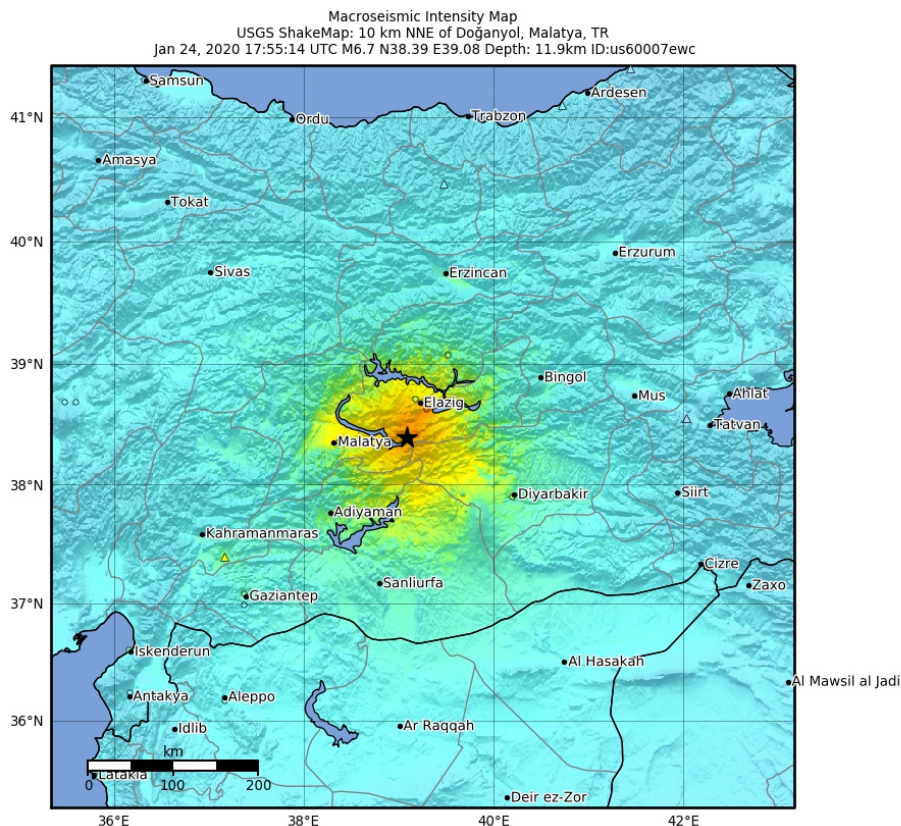 Macroseismic Intensity Map
USGS ShakeMap: 10 km NNE of Doğanyol, Malatya, TR
Jan 24, 2020 17:55:14 UTC M6.7 N38.39 E39.08 Depth: 11.9km ID:us60007ewc
Samsun
Ardesen
41°N
Ordu
Trabzon
Amasya
Tokat
40°N
Erzurum
Sivas
Erzincan
39°N
Bingol
Mus
Ahlat
Elazig
Tatvan
Malatya
38°N
Diyarbakir
Siirt
Adiyaman
Kahramanmaras
Cizre
Sanliurfa
Zaxo
37°N
Gaziantep
Iskenderun
Al Hasakah
Al Mawsil al Jadi
Antakya
Aleppo
36°N
Idlib
Ar Raqqah
km
Latakia
0 100 200
Deir ez-Zor
36°E 38°E 40°E 42°E